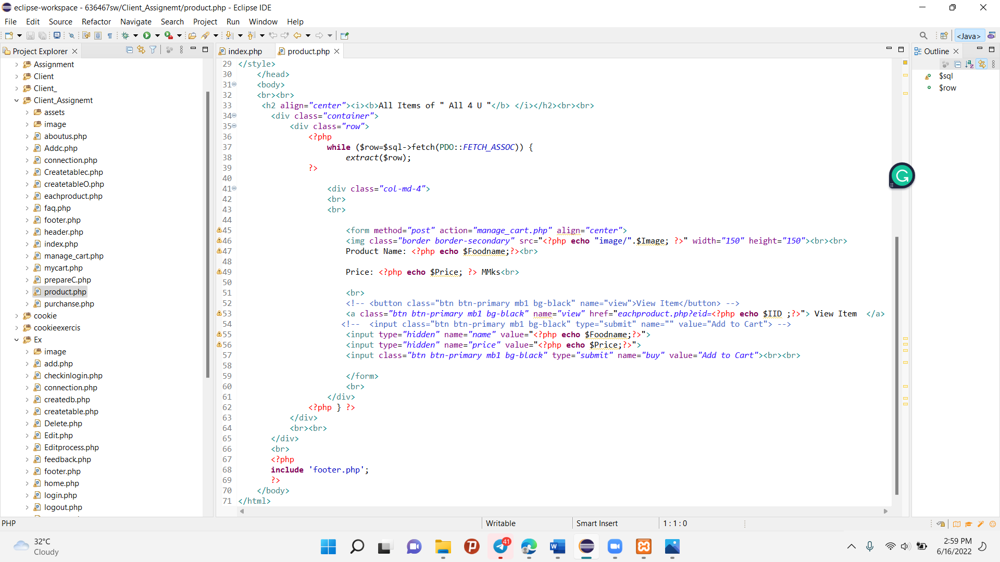 eclipse-workspace - 636467sw/Client_Assignemt/product.php - Eclipse IDE
File Edit Source Refactor Navigate Search Project Run Window Help
<Java>
Project Explorer
Assignment
Client
Client_
Client_Assignemt
assets
image
aboutus.php
Addc.php
connection.php
Createtablec.php
createtableO.php
eachproduct.php
faq.php
footer.php
header.php
index.php
manage_cart.php
mycart.php
prepareC.php
product.php
purchanse.php
cookie
cookieexercis
Ex
image
add.php
checkinlogin.php
connection.php
createdb.php
createtable.php
Delete.php
Edit.php
Editprocess.php
feedback.php
footer.php
home.php
login.php
logout.php
index.php product.php
29 </style>
30 </head>
31 <body>
32 <br><br>
33 <h2 align="center"><i><b>All Items of " All 4 U "</b> </i></h2><br><br>
34 <div class="container">
35 <div class="row">
36 <?php
37 while ($row=$sql->fetch(PDO::FETCH_ASSOC)) {
38 extract($row);
39 ?>
40
41 <div class="col-md-4">
42 <br>
43 <br>
44
45 <form method="post" action="manage_cart.php" align="center">
46 <img class="border border-secondary" src="<?php echo "image/".$Image; ?>" width="150" height="150"><br><br>
47 Product Name: <?php echo $Foodname;?><br>
48
49 Price: <?php echo $Price; ?> MMks<br>
50
51 <br>
52 <!-- <button class="btn btn-primary mb1 bg-black" name="view">View Item</button> -->
53 <a class="btn btn-primary mb1 bg-black" name="view" href="eachproduct.php?eid=<?php echo $IID ;?>"> View Item </a>
54 <!-- <input class="btn btn-primary mb1 bg-black" type="submit" name="" value="Add to Cart"> -->
55 <input type="hidden" name="name" value="<?php echo $Foodname;?>">
56 <input type="hidden" name="price" value="<?php echo $Price;?>">
57 <input class="btn btn-primary mb1 bg-black" type="submit" name="buy" value="Add to Cart"><br><br>
58
59 </form>
60 <br>
61 </div>
62 <?php } ?>
63 </div>
64 <br><br>
65 </div>
66 <br>
67 <?php
68 include 'footer.php';
69 ?>
70 </body>
71 </html>
Outline
$sql
$row
PHP Writable Smart Insert 1 : 1 : 0
32°C
Cloudy
41
2:59 PM
6/16/2022